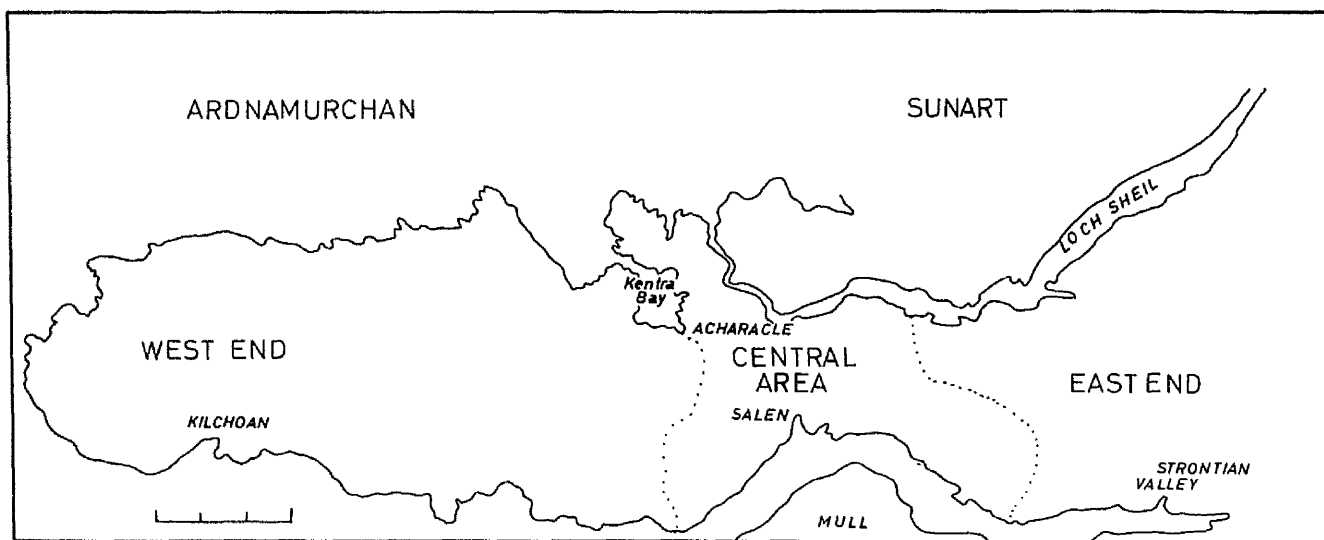 ARDNAMURCHAN
SUNART
LOCH SHEIL
Kentra
Bay
ACHARACLE
WEST END
CENTRAL
AREA
EAST END
KILCHOAN
SALEN
STRONTIAN
VALLEY
MULL